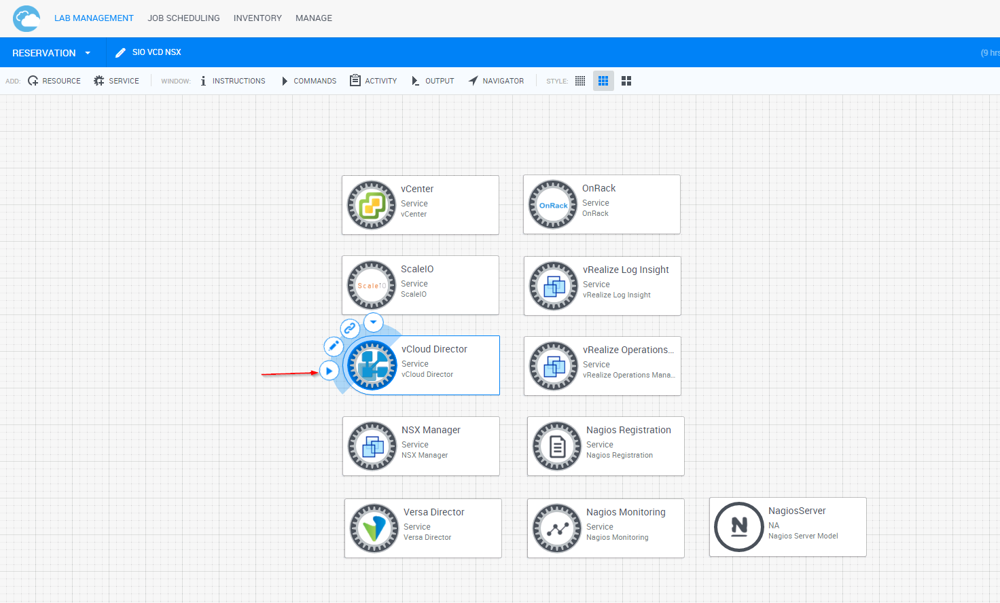 LAB MANAGEMENT JOB SCHEDULING INVENTORY MANAGE
RESERVATION SIO VCD NSX (9 hrs
ADD: RESOURCE SERVICE WINDOW: INSTRUCTIONS COMMANDS ACTIVITY OUTPUT NAVIGATOR STYLE:
vCenter
Service
vCenter
OnRack
OnRack
Service
OnRack
ScaleIO
ScaleIO
Service
ScaleIO
vRealize Log Insight
Service
vRealize Log Insight
vCloud Director
Service
vCloud Director
vRealize Operations...
Service
vRealize Operations Mana...
NSX Manager
Service
NSX Manager
Nagios Registration
Service
Nagios Registration
Versa Director
Service
Versa Director
Nagios Monitoring
Service
Nagios Monitoring
N
NagiosServer
NA
Nagios Server Model